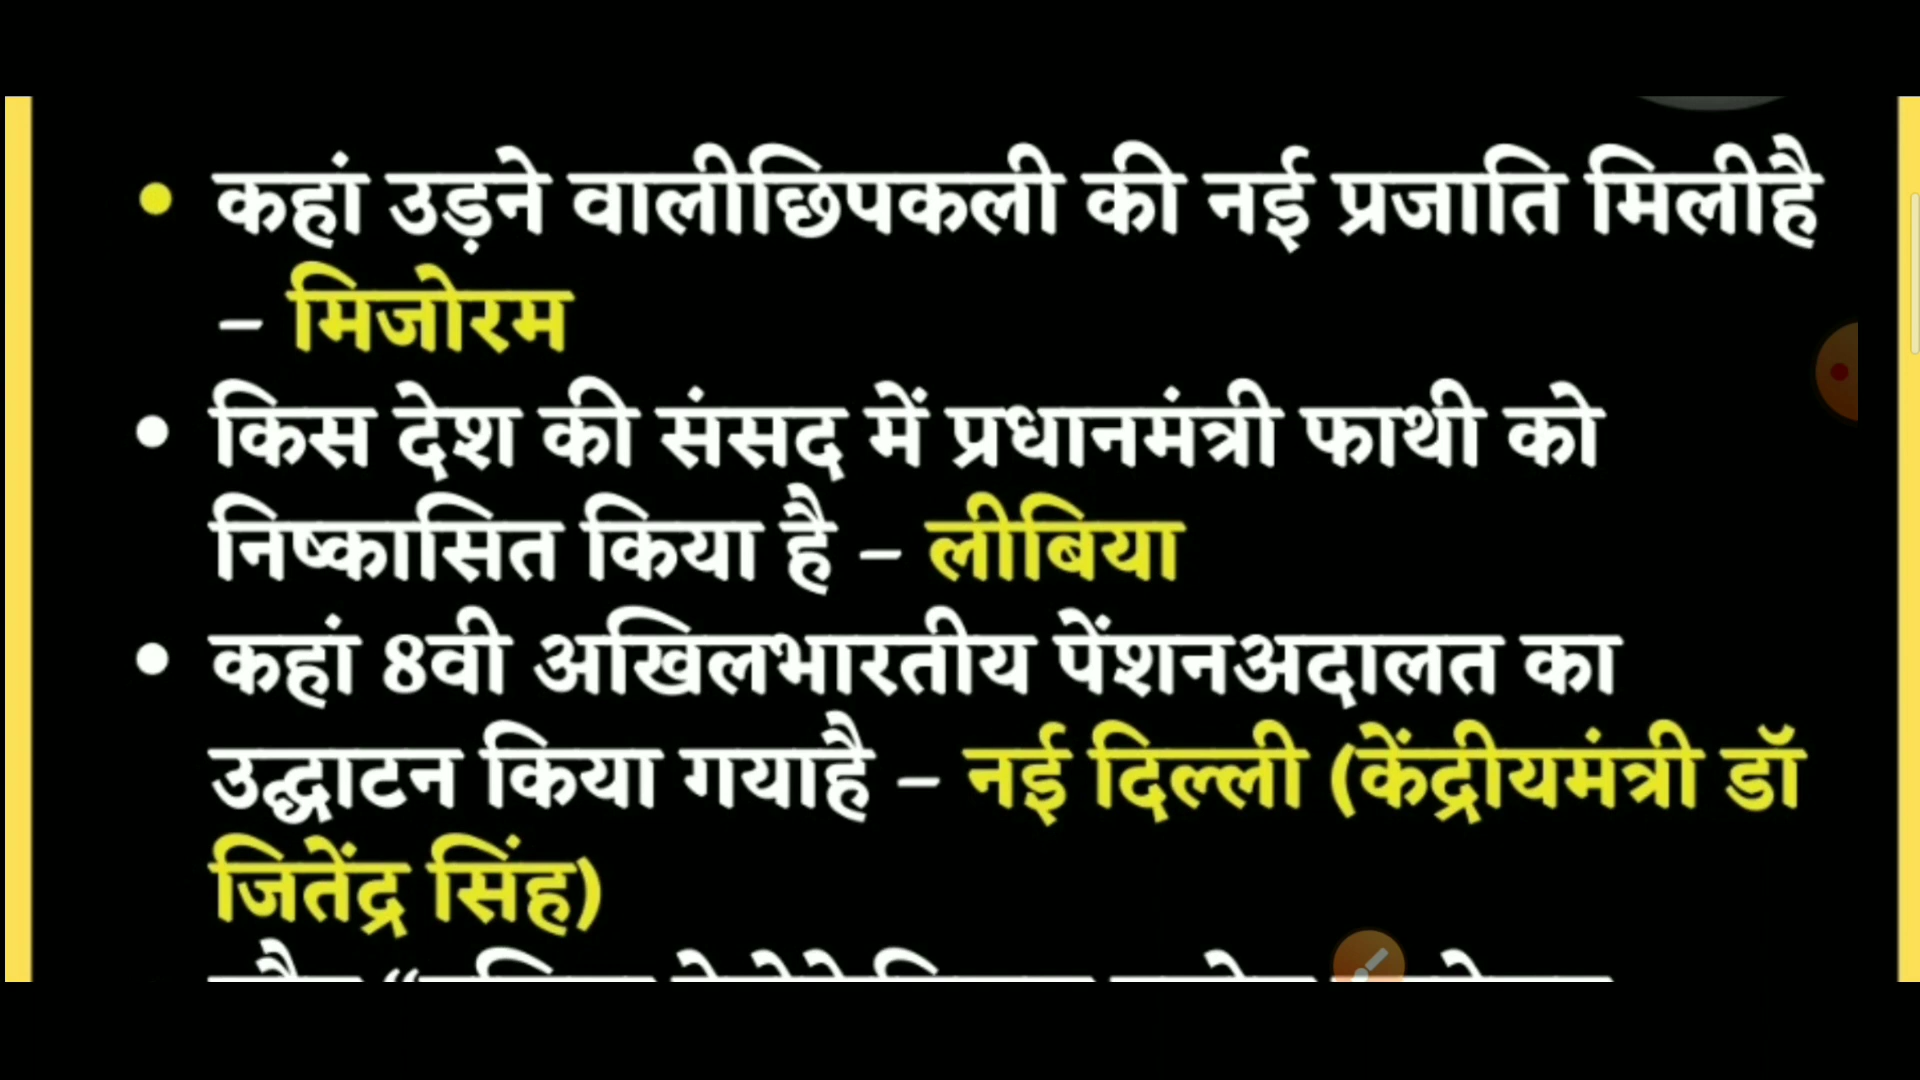 • कहां उड़ने वालीछिपकली की नई प्रजाति मिलीहै
– मिजोरम
• किस देश की संसद में प्रधानमंत्री फाथी को
निष्कासित किया है – लीबिया
• कहां 8वी अखिलभारतीय पेंशनअदालत का
उद्घाटन किया गयाहै – नई दिल्ली (केंद्रीयमंत्री डॉ
जितेंद्र सिंह)